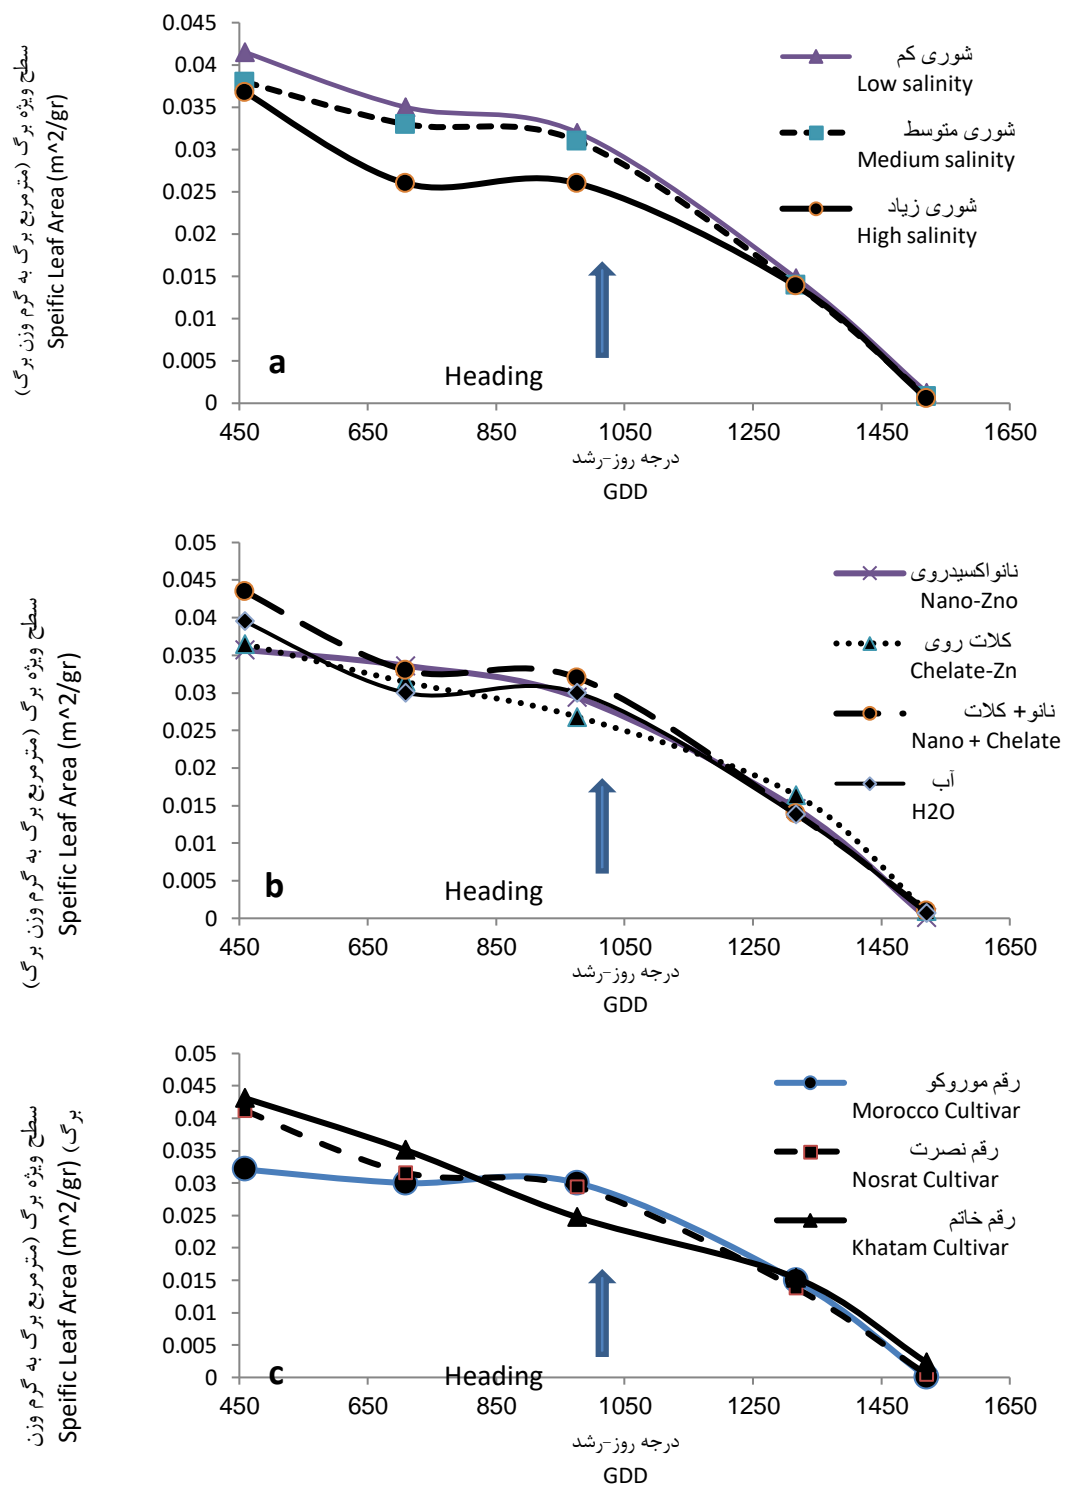 سطح ویژه برگ (مترمربع برگ به گرم وزن برگ)
Speific Leaf Area (m^2/gr)
0.045
0.04
0.035
0.03
0.025
0.02
0.015
0.01
0.005
0
شوری کم
Low salinity
شوری متوسط
Medium salinity
شوری زیاد
High salinity
a
Heading
450 650 850 1050 1250 1450 1650
درجه روز-رشد
GDD
سطح ویژه برگ (مترمربع برگ به گرم وزن برگ)
Speific Leaf Area (m^2/gr)
0.05
0.045
0.04
0.035
0.03
0.025
0.02
0.015
0.01
0.005
0
نانواکسیدروی
Nano-Zno
کلات روی
Chelate-Zn
نانو+ کلات
Nano + Chelate
آب
H2O
b
Heading
450 650 850 1050 1250 1450 1650
درجه روز-رشد
GDD
سطح ویژه برگ (مترمربع برگ به گرم وزن
برگ) Speific Leaf Area (m^2/gr)
0.05
0.045
0.04
0.035
0.03
0.025
0.02
0.015
0.01
0.005
0
رقم موروکو
Morocco Cultivar
رقم نصرت
Nosrat Cultivar
رقم خاتم
Khatam Cultivar
c
Heading
450 650 850 1050 1250 1450 1650
درجه روز-رشد
GDD